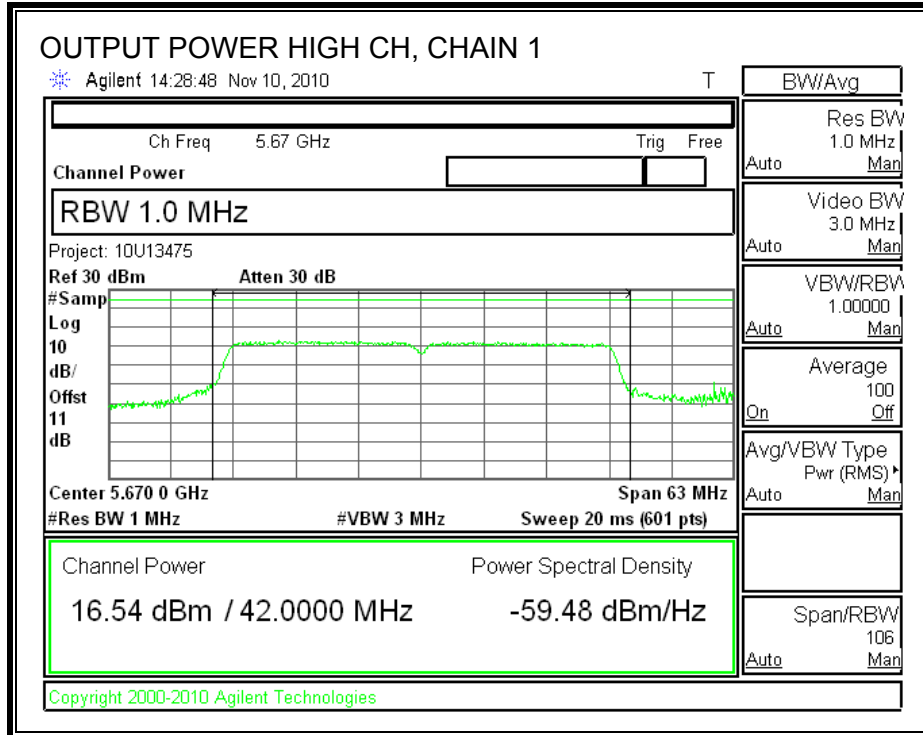 OUTPUT POWER HIGH CH, CHAIN 1
Agilent 14:28:48 Nov 10, 2010 T
Ch Freq 5.67 GHz Trig Free
Channel Power
RBW 1.0 MHz
Project: 10U13475
Ref 30 dBm Atten 30 dB
#Samp
Log
10
dB/
Offst
11
dB
Center 5.670 0 GHz Span 63 MHz
#Res BW 1 MHz #VBW 3 MHz Sweep 20 ms (601 pts)
Channel Power Power Spectral Density
16.54 dBm / 42.0000 MHz -59.48 dBm/Hz
Copyright 2000-2010 Agilent Technologies
BW/Avg
Res BW
1.0 MHz
Auto Man
Video BW
3.0 MHz
Auto Man
VBW/RBW
1.00000
Auto Man
Average
100
On Off
Avg/VBW Type
Pwr (RMS)
Auto Man
Span/RBW
106
Auto Man